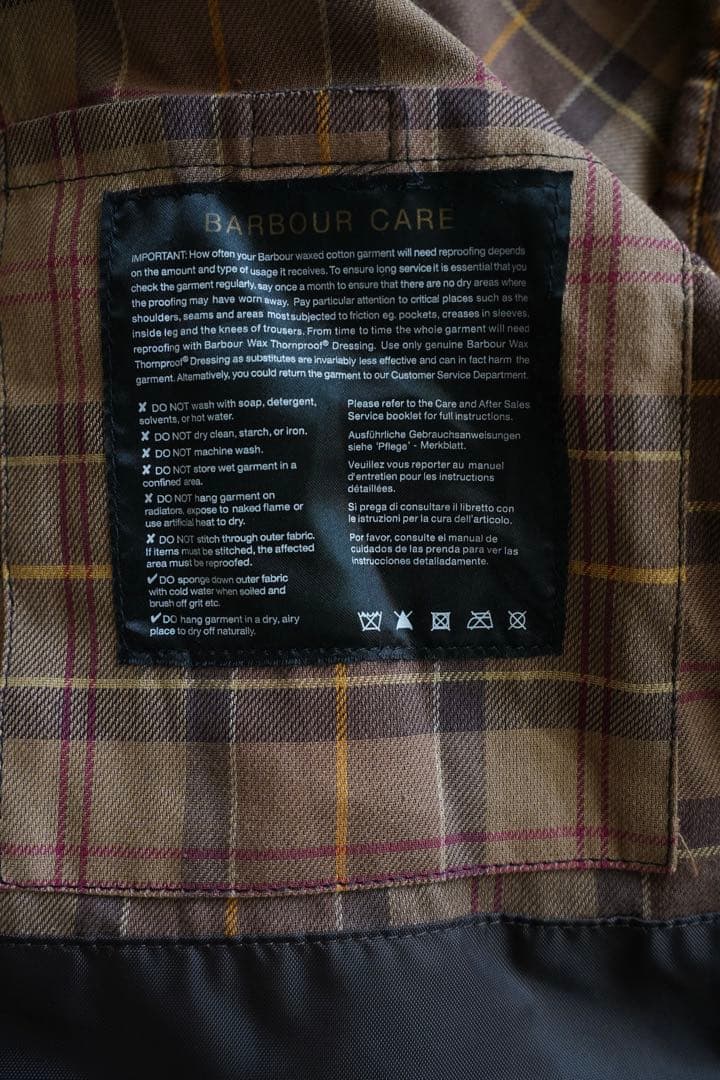 BARBOUR CARE
IMPORTANT: How often your Barbour waxed cotton garment will need reproofing depends
on the amount and type of usage it receives. To ensure long service it is essential that you
check the garment regularly, say once a month to ensure that there are no dry areas where
the proofing may have worn away. Pay particular attention to critical places such as the
shoulders, seams and areas most subjected to friction eg. pockets, creases in sleeves,
inside leg and the knees of trousers. From time to time the whole garment will need
reproofing with Barbour Wax Thornproof® Dressing. Use only genuine Barbour Wax
Thornproof® Dressing as substitutes are invariably less effective and can in fact harm the
garment. Alternatively, you could return the garment to our Customer Service Department.
✘ DO NOT wash with soap, detergent,
solvents, or hot water.
✘ DO NOT dry clean, starch, or iron.
✘ DO NOT machine wash.
✘ DO NOT store wet garment in a
confined area.
✘ DO NOT hang garment on
radiators, expose to naked flame or
use artificial heat to dry.
✘ DO NOT stitch through outer fabric.
If items must be stitched, the affected
area must be reproofed.
✔ DO sponge down outer fabric
with cold water when soiled and
brush off grit etc.
✔ DO hang garment in a dry, airy
place to dry off naturally.
Please refer to the Care and After Sales
Service booklet for full instructions.
Ausführliche Gebrauchsanweisungen
siehe 'Pflege' - Merkblatt.
Veuillez vous reporter au manuel
d'entretien pour les instructions
détaillées.
Si prega di consultare il libretto con
le istruzioni per la cura dell'articolo.
Por favor, consulte el manual de
cuidados de las prenda para ver las
instrucciones detalladamente.